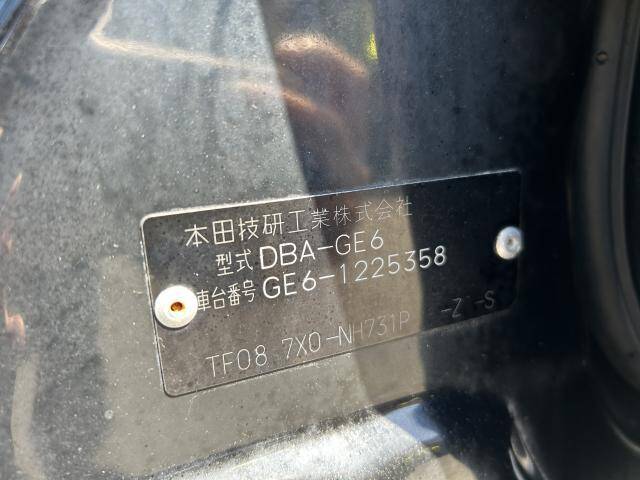 本田技研工業株式会社
型式 DBA-GE6
車台番号 GE6-1225358
TF08 7X0-NH731P -Z -S